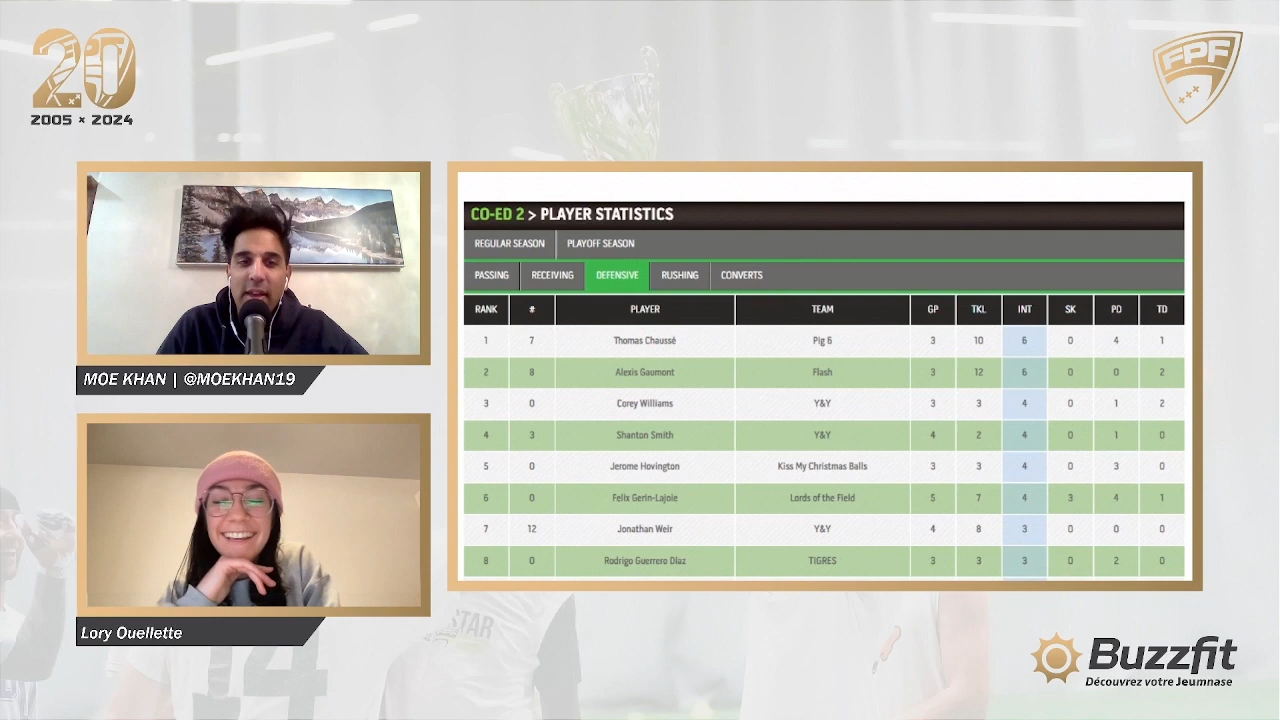 20
2005 × 2024
FPF
MOE KHAN | @MOEKHAN19
Lory Ouellette
CO-ED 2 > PLAYER STATISTICS
REGULAR SEASON PLAYOFF SEASON
PASSING RECEIVING DEFENSIVE RUSHING CONVERTS
RANK # PLAYER TEAM GP TKL INT SK PD TD
1 7 Thomas Chaussé Pig 6 3 10 6 0 4 1
2 8 Alexis Gaumont Flash 3 12 6 0 0 2
3 0 Corey Williams Y&Y 3 3 4 0 1 2
4 3 Shanton Smith Y&Y 4 2 4 0 1 0
5 0 Jerome Hovington Kiss My Christmas Balls 3 3 4 0 3 0
6 0 Felix Gerin-Lajoie Lords of the Field 5 7 4 3 4 1
7 12 Jonathan Weir Y&Y 4 8 3 0 0 0
8 0 Rodrigo Guerrero Díaz TIGRES 3 3 3 0 2 0
STAR
14
Buzzfit
Découvrez votre Jeumnase